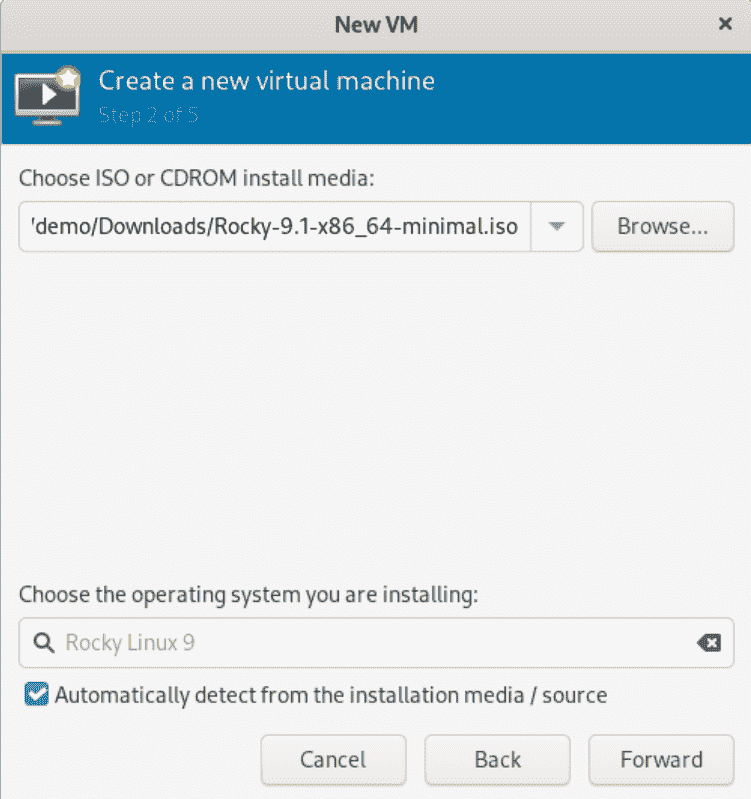 New VM
Create a new virtual machine
Step 2 of 5
Choose ISO or CDROM install media:
'demo/Downloads/Rocky-9.1-x86_64-minimal.iso
Browse...
Choose the operating system you are installing:
Rocky Linux 9
Automatically detect from the installation media / source
Cancel Back Forward